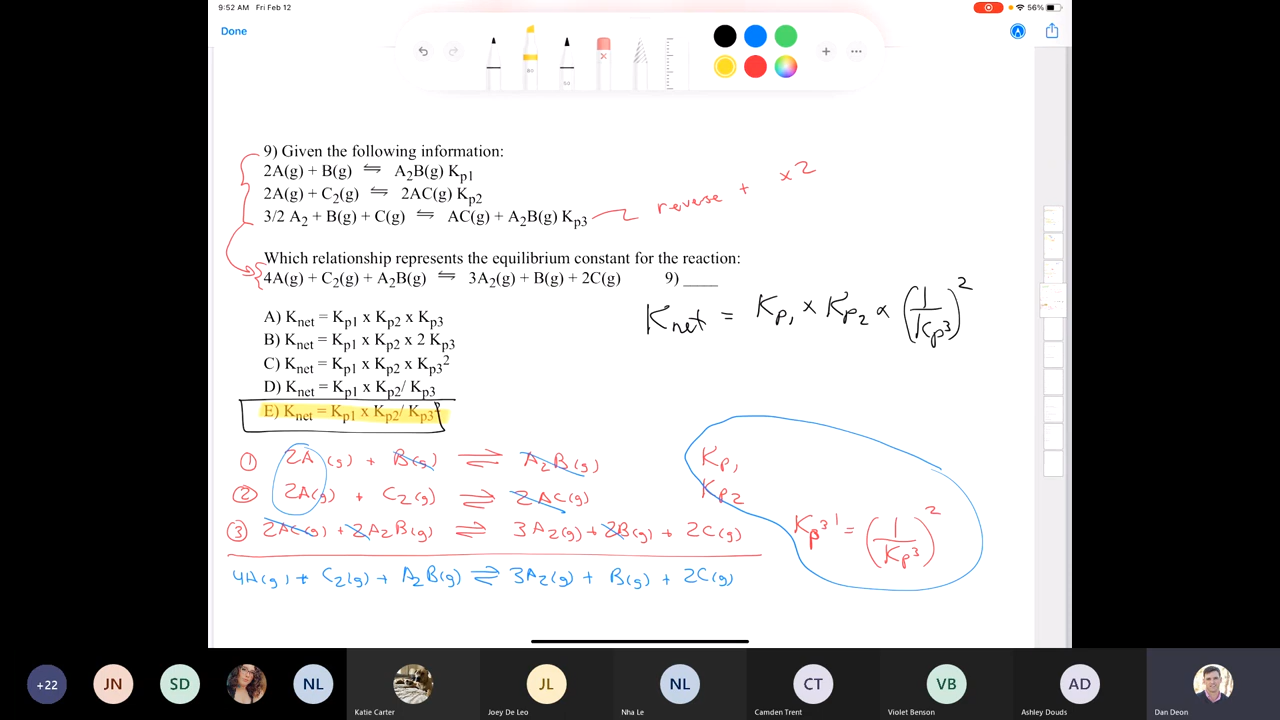 9:52 AM Fri Feb 12 56%
Done
9) Given the following information:
2A(g) + B(g) ⇋ A₂B(g) Kp1
2A(g) + C₂(g) ⇋ 2AC(g) Kp2
3/2 A₂ + B(g) + C(g) ⇋ AC(g) + A₂B(g) Kp3
reverse + x2
Which relationship represents the equilibrium constant for the reaction:
4A(g) + C₂(g) + A₂B(g) ⇋ 3A₂(g) + B(g) + 2C(g) 9) ____
Knet = Kp₁ x Kp₂ x (1/Kp3)²
A) Knet = Kp1 x Kp2 x Kp3
B) Knet = Kp1 x Kp2 x 2 Kp3
C) Knet = Kp1 x Kp2 x Kp3²
D) Knet = Kp1 x Kp2/ Kp3
E) Knet = Kp1 x Kp2/ Kp3²
① 2A(g) + B(g) ⇌ A₂B(g) Kp₁
② 2A(g) + C₂(g) ⇌ 2AC(g) Kp2
③ 2AC(g) + 2A₂B(g) ⇌ 3A₂(g) + 2B(g) + 2C(g) Kp3' = (1/Kp3)²
4A(g) + C₂(g) + A₂B(g) ⇌ 3A₂(g) + B(g) + 2C(g)
+22 JN SD NL JL NL CT VB AD
Katie Carter Joey De Leo Nha Le Camden Trent Violet Benson Ashley Douds Dan Deon